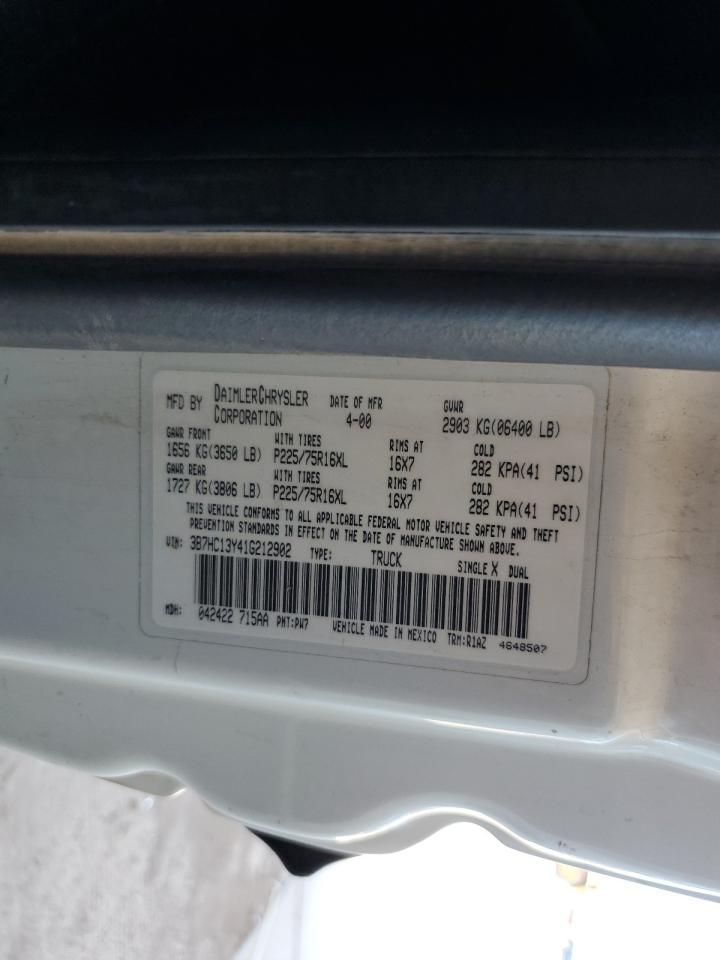 MFD BY DAIMLERCHRYSLER CORPORATION DATE OF MFR 4-00 GVWR 2903 KG(06400 LB)
GAWR FRONT WITH TIRES RIMS AT COLD
1656 KG(3650 LB) P225/75R16XL 16X7 282 KPA(41 PSI)
GAWR REAR WITH TIRES RIMS AT COLD
1727 KG(3806 LB) P225/75R16XL 16X7 282 KPA(41 PSI)
THIS VEHICLE CONFORMS TO ALL APPLICABLE FEDERAL MOTOR VEHICLE SAFETY AND THEFT
PREVENTION STANDARDS IN EFFECT ON THE DATE OF MANUFACTURE SHOWN ABOVE.
VIN: 3B7HC13Y41G212902 TYPE: TRUCK SINGLE X DUAL
MDH: 042422 715AA PNT:PW7 VEHICLE MADE IN MEXICO TRM:R1AZ 4648507